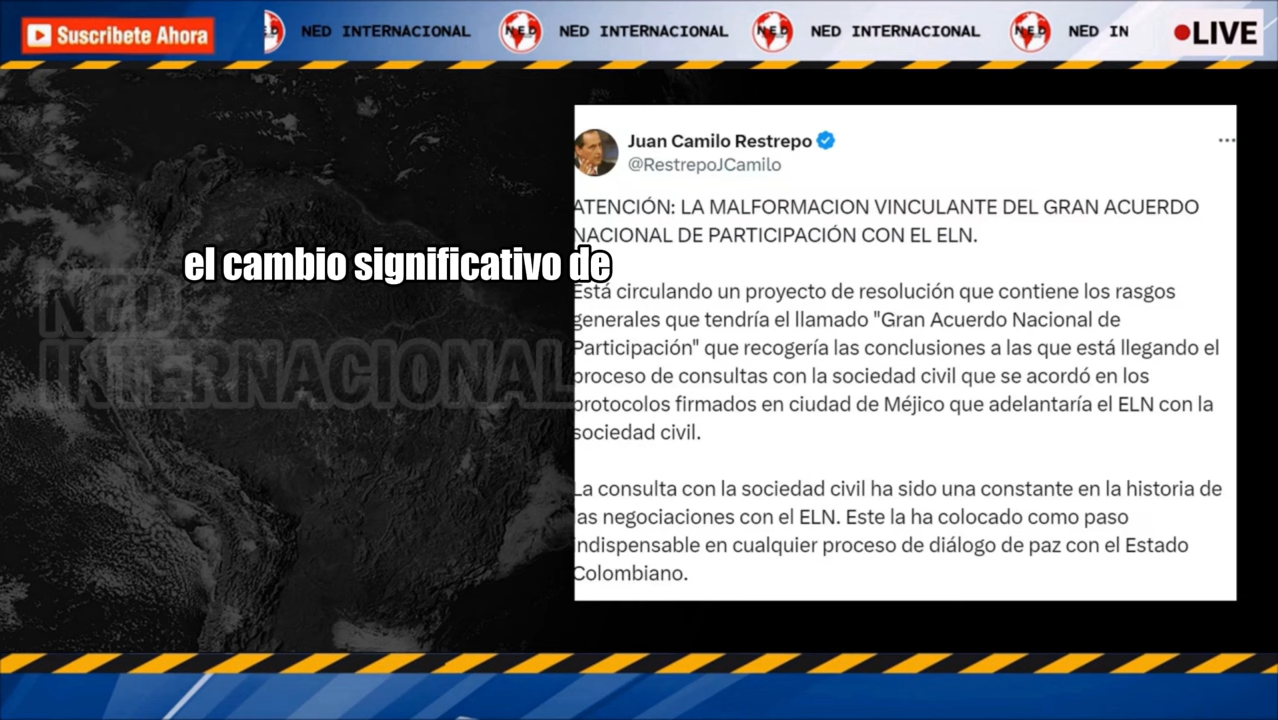 Suscribete Ahora
NED INTERNACIONAL
NED
NED INTERNACIONAL
NED
NED INTERNACIONAL
NED
NED IN
LIVE
Juan Camilo Restrepo
@RestrepoJCamilo
ATENCIÓN: LA MALFORMACION VINCULANTE DEL GRAN ACUERDO
NACIONAL DE PARTICIPACIÓN CON EL ELN.
el cambio significativo de
Está circulando un proyecto de resolución que contiene los rasgos
generales que tendría el llamado "Gran Acuerdo Nacional de
Participación" que recogería las conclusiones a las que está llegando el
proceso de consultas con la sociedad civil que se acordó en los
protocolos firmados en ciudad de Méjico que adelantaría el ELN con la
sociedad civil.
NED
INTERNACIONAL
La consulta con la sociedad civil ha sido una constante en la historia de
las negociaciones con el ELN. Este la ha colocado como paso
indispensable en cualquier proceso de diálogo de paz con el Estado
Colombiano.